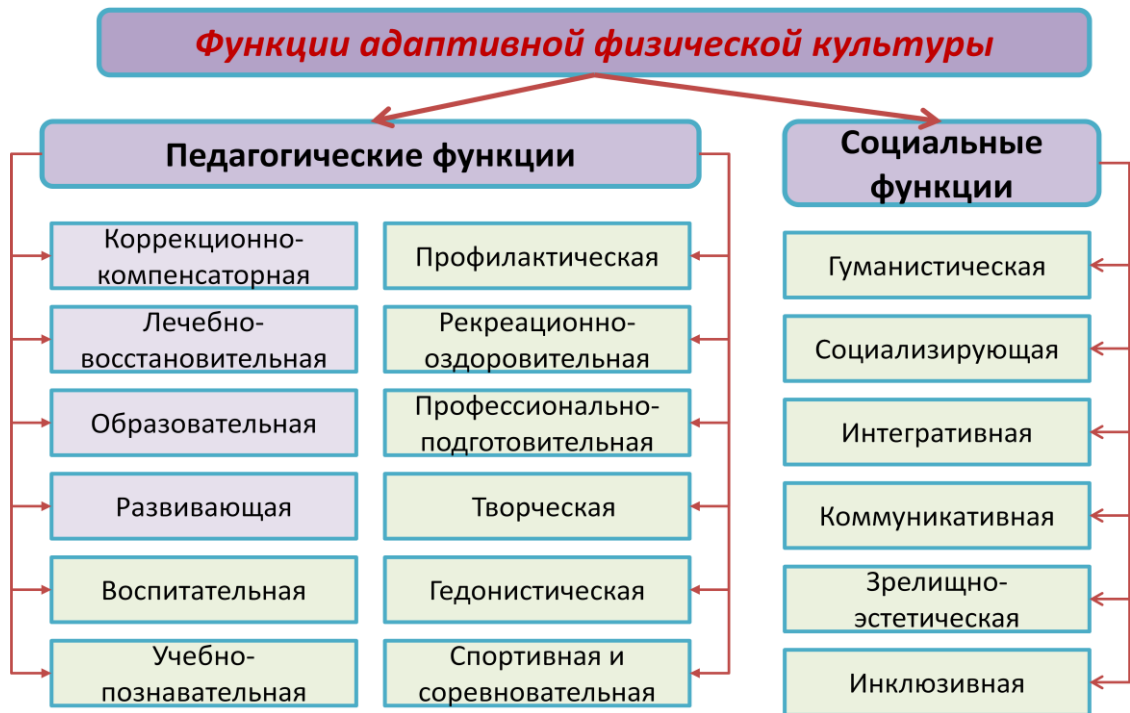 Функции адаптивной физической культуры
Педагогические функции
Коррекционно-
компенсаторная
Лечебно-
восстановительная
Образовательная
Развивающая
Воспитательная
Учебно-
познавательная
Профилактическая
Рекреационно-
оздоровительная
Профессионально-
подготовительная
Творческая
Гедонистическая
Спортивная и
соревновательная
Социальные
функции
Гуманистическая
Социализирующая
Интегративная
Коммуникативная
Зрелищно-
эстетическая
Инклюзивная